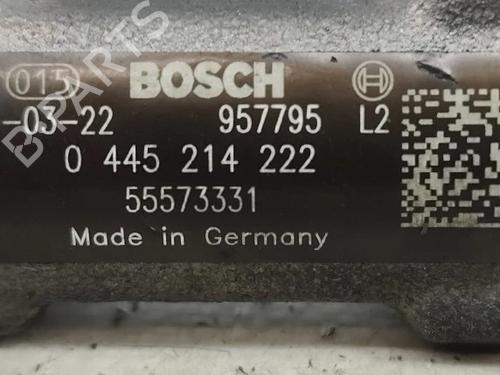 015 BOSCH
-03-22 957795 L2
0 445 214 222
55573331
Made in Germany